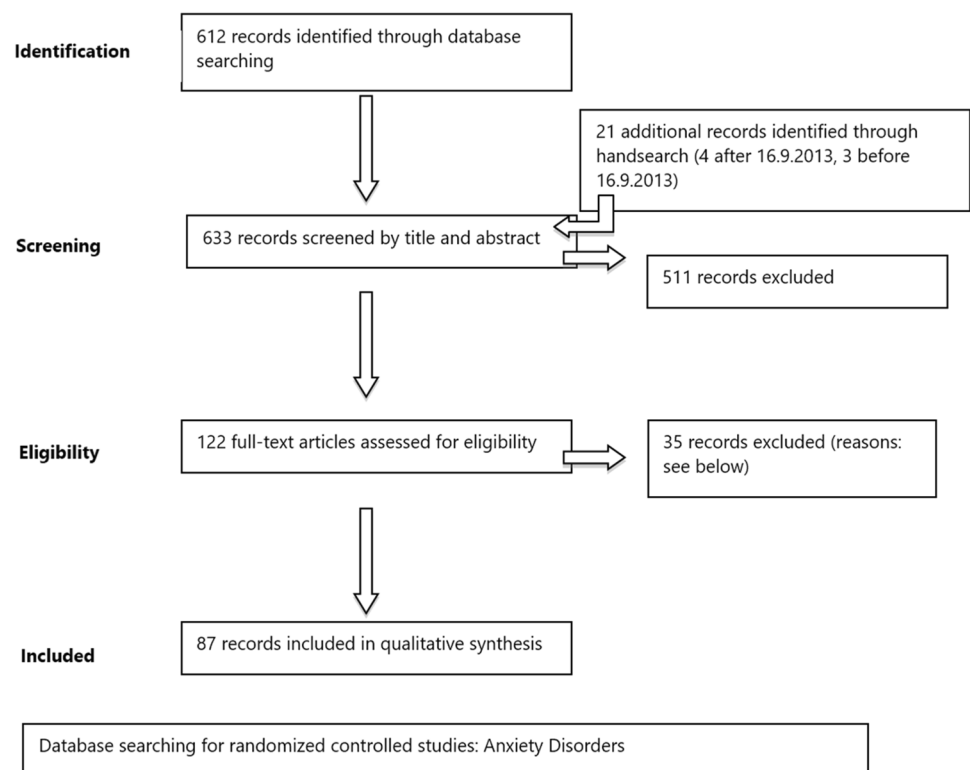 612 records identified through database
searching
Identification
21 additional records identified through
handsearch (4 after 16.9.2013, 3 before
16.9.2013)
Screening
633 records screened by title and abstract
511 records excluded
Eligibility
122 full-text articles assessed for eligibility
35 records excluded (reasons:
see below)
Included
87 records included in qualitative synthesis
Database searching for randomized controlled studies: Anxiety Disorders